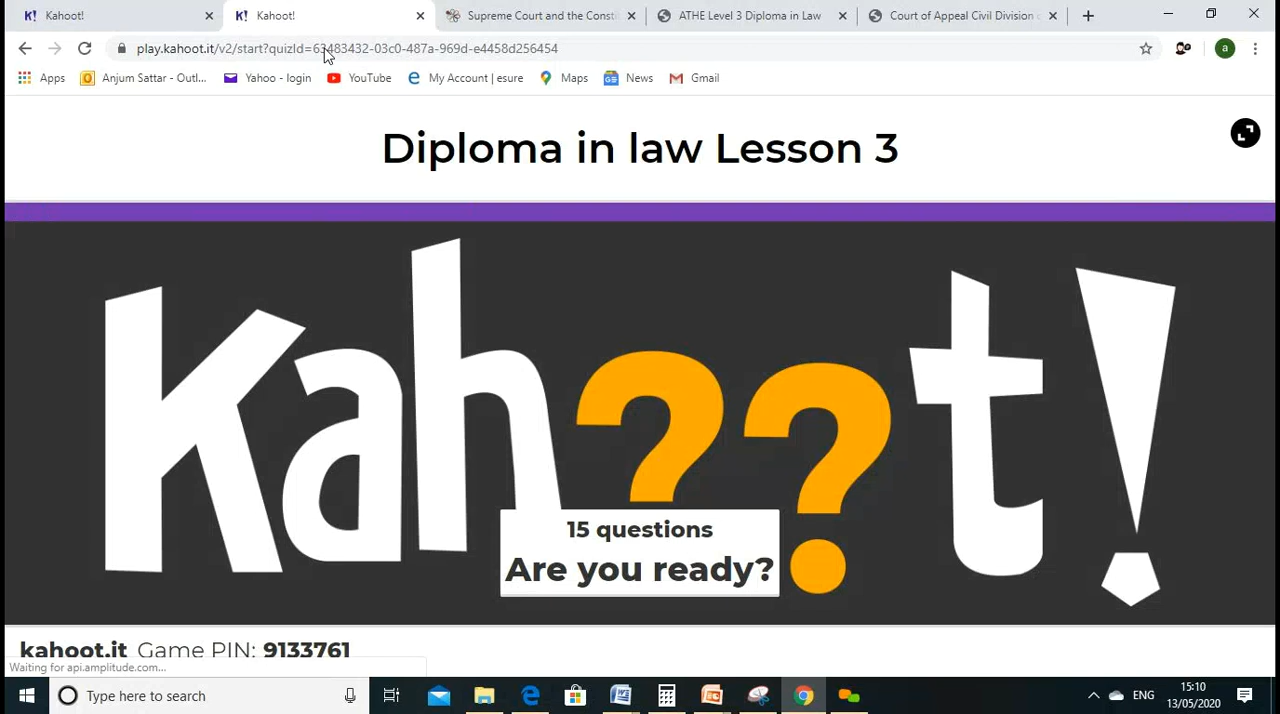 Kahoot!
Kahoot!
Supreme Court and the Consti
ATHE Level 3 Diploma in Law
Court of Appeal Civil Division o
play.kahoot.it/v2/start?quizId=63483432-03c0-487a-969d-e4458d256454
a
Apps
Anjum Sattar - Outl...
Yahoo - login
YouTube
My Account | esure
Maps
News
Gmail
Diploma in law Lesson 3
Kah??t!
15 questions
Are you ready?
kahoot.it Game PIN: 9133761
Waiting for api.amplitude.com...
Type here to search
ENG
15:10
13/05/2020